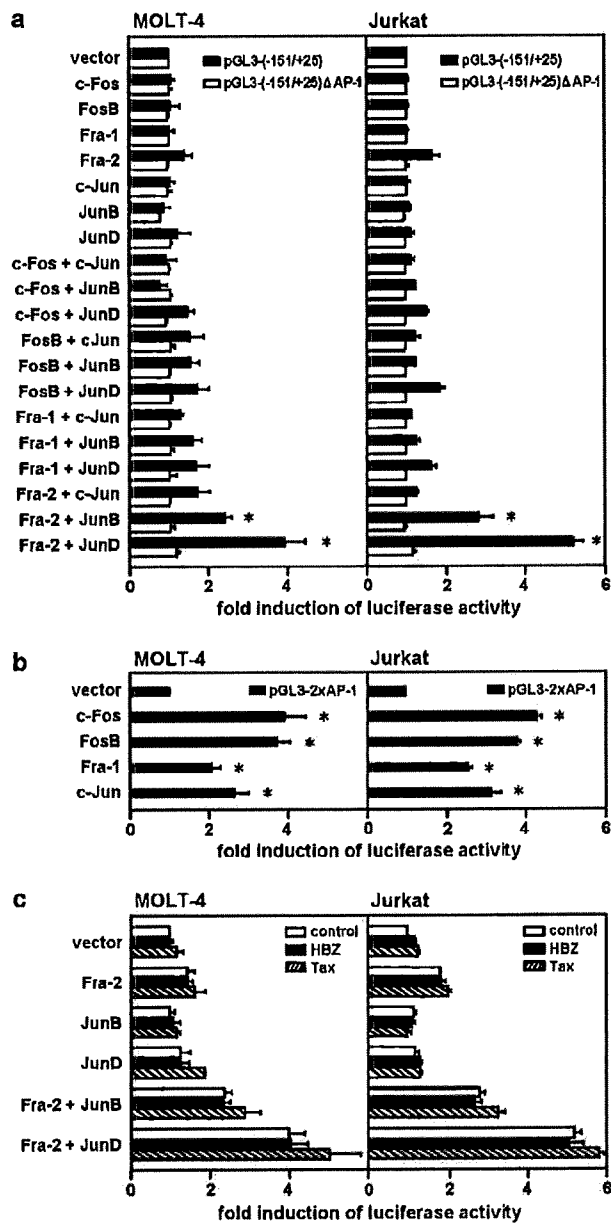 a
MOLT-4
Jurkat
vector
c-Fos
FosB
Fra-1
Fra-2
c-Jun
JunB
JunD
c-Fos + c-Jun
c-Fos + JunB
c-Fos + JunD
FosB + cJun
FosB + JunB
FosB + JunD
Fra-1 + c-Jun
Fra-1 + JunB
Fra-1 + JunD
Fra-2 + c-Jun
Fra-2 + JunB
Fra-2 + JunD
pGL3-(-151/+25)
pGL3-(-151/+25)ΔAP-1
pGL3-(-151/+25)
pGL3-(-151/+25)ΔAP-1
* *
* *
0 2 4 0 2 4 6
fold induction of luciferase activity
b
MOLT-4
Jurkat
vector
c-Fos
FosB
Fra-1
c-Jun
pGL3-2xAP-1
pGL3-2xAP-1
* *
* *
* *
* *
0 2 4 0 2 4 6
fold induction of luciferase activity
c
MOLT-4
Jurkat
vector
Fra-2
JunB
JunD
Fra-2 + JunB
Fra-2 + JunD
control
HBZ
Tax
control
HBZ
Tax
0 2 4 0 2 4 6
fold induction of luciferase activity